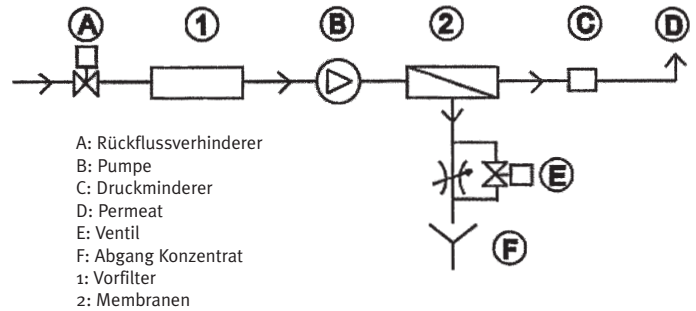 A 1 B 2 C D
E
F
A: Rückflussverhinderer
B: Pumpe
C: Druckminderer
D: Permeat
E: Ventil
F: Abgang Konzentrat
1: Vorfilter
2: Membranen